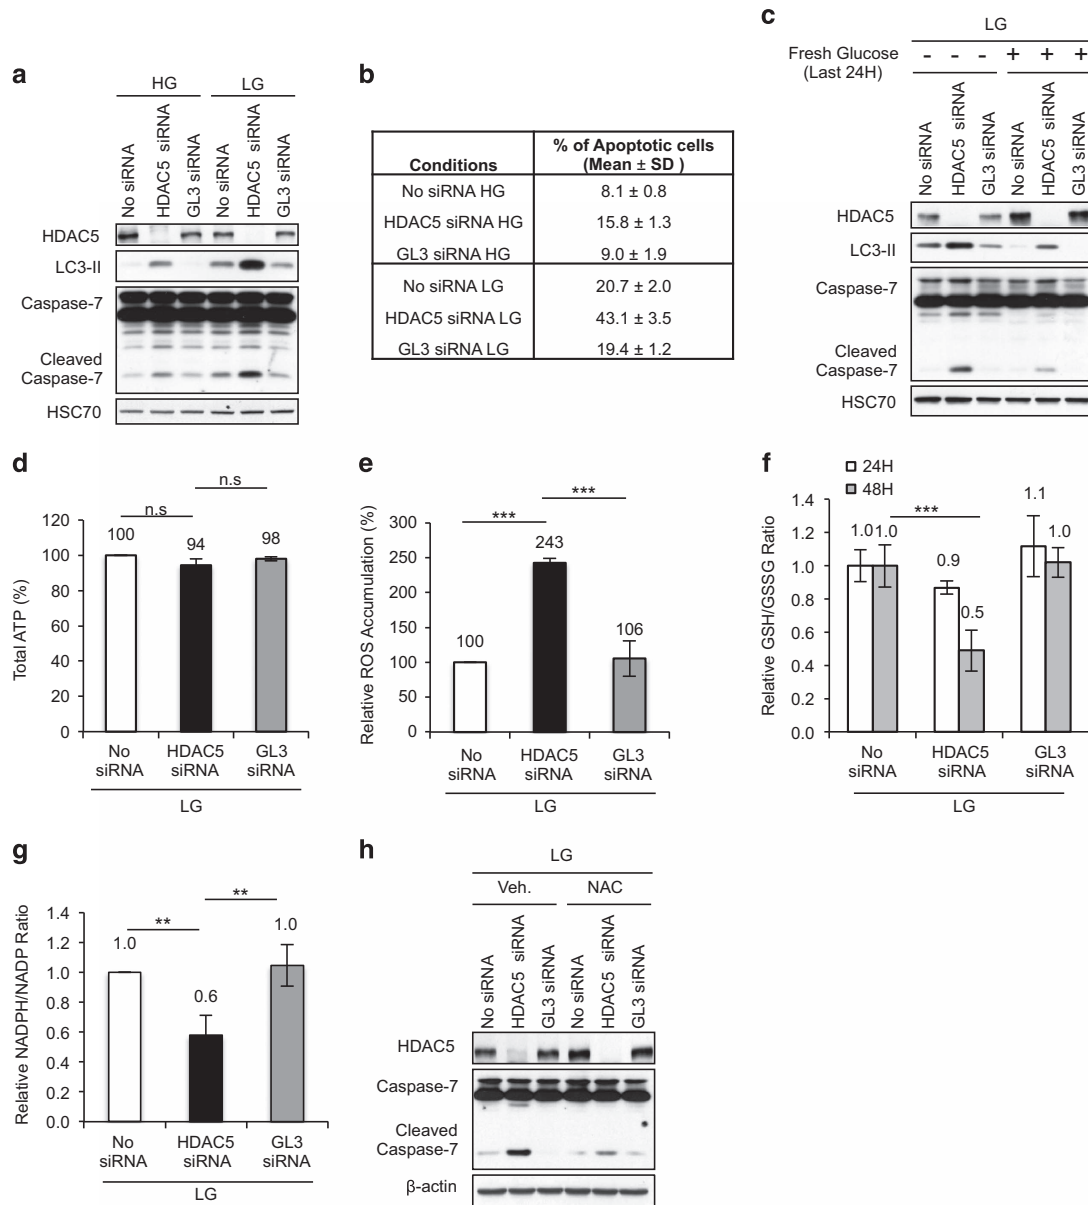 a
HG LG
No siRNA
HDAC5 siRNA
GL3 siRNA
No siRNA
HDAC5 siRNA
GL3 siRNA
HDAC5
LC3-II
Caspase-7
Cleaved
Caspase-7
HSC70
b
Conditions % of Apoptotic cells
(Mean ± SD )
No siRNA HG 8.1 ± 0.8
HDAC5 siRNA HG 15.8 ± 1.3
GL3 siRNA HG 9.0 ± 1.9
No siRNA LG 20.7 ± 2.0
HDAC5 siRNA LG 43.1 ± 3.5
GL3 siRNA LG 19.4 ± 1.2
c
LG
Fresh Glucose
(Last 24H)
- - - + + +
No siRNA
HDAC5 siRNA
GL3 siRNA
No siRNA
HDAC5 siRNA
GL3 siRNA
HDAC5
LC3-II
Caspase-7
Cleaved
Caspase-7
HSC70
d
Total ATP (%)
120
100
80
60
40
20
0
n.s
n.s
100
94
98
No
siRNA
HDAC5
siRNA
GL3
siRNA
LG
e
Relative ROS Accumulation (%)
300
250
200
150
100
50
0
***
***
100
243
106
No
siRNA
HDAC5
siRNA
GL3
siRNA
LG
f
24H
48H
Relative GSH/GSSG Ratio
1.4
1.2
1.0
0.8
0.6
0.4
0.2
0.0
***
1.0
1.0
0.9
0.5
1.1
1.0
No
siRNA
HDAC5
siRNA
GL3
siRNA
LG
g
Relative NADPH/NADP Ratio
1.4
1.2
1.0
0.8
0.6
0.4
0.2
0.0
**
**
1.0
0.6
1.0
No
siRNA
HDAC5
siRNA
GL3
siRNA
LG
h
LG
Veh. NAC
No siRNA
HDAC5 siRNA
GL3 siRNA
No siRNA
HDAC5 siRNA
GL3 siRNA
HDAC5
Caspase-7
Cleaved
Caspase-7
β-actin